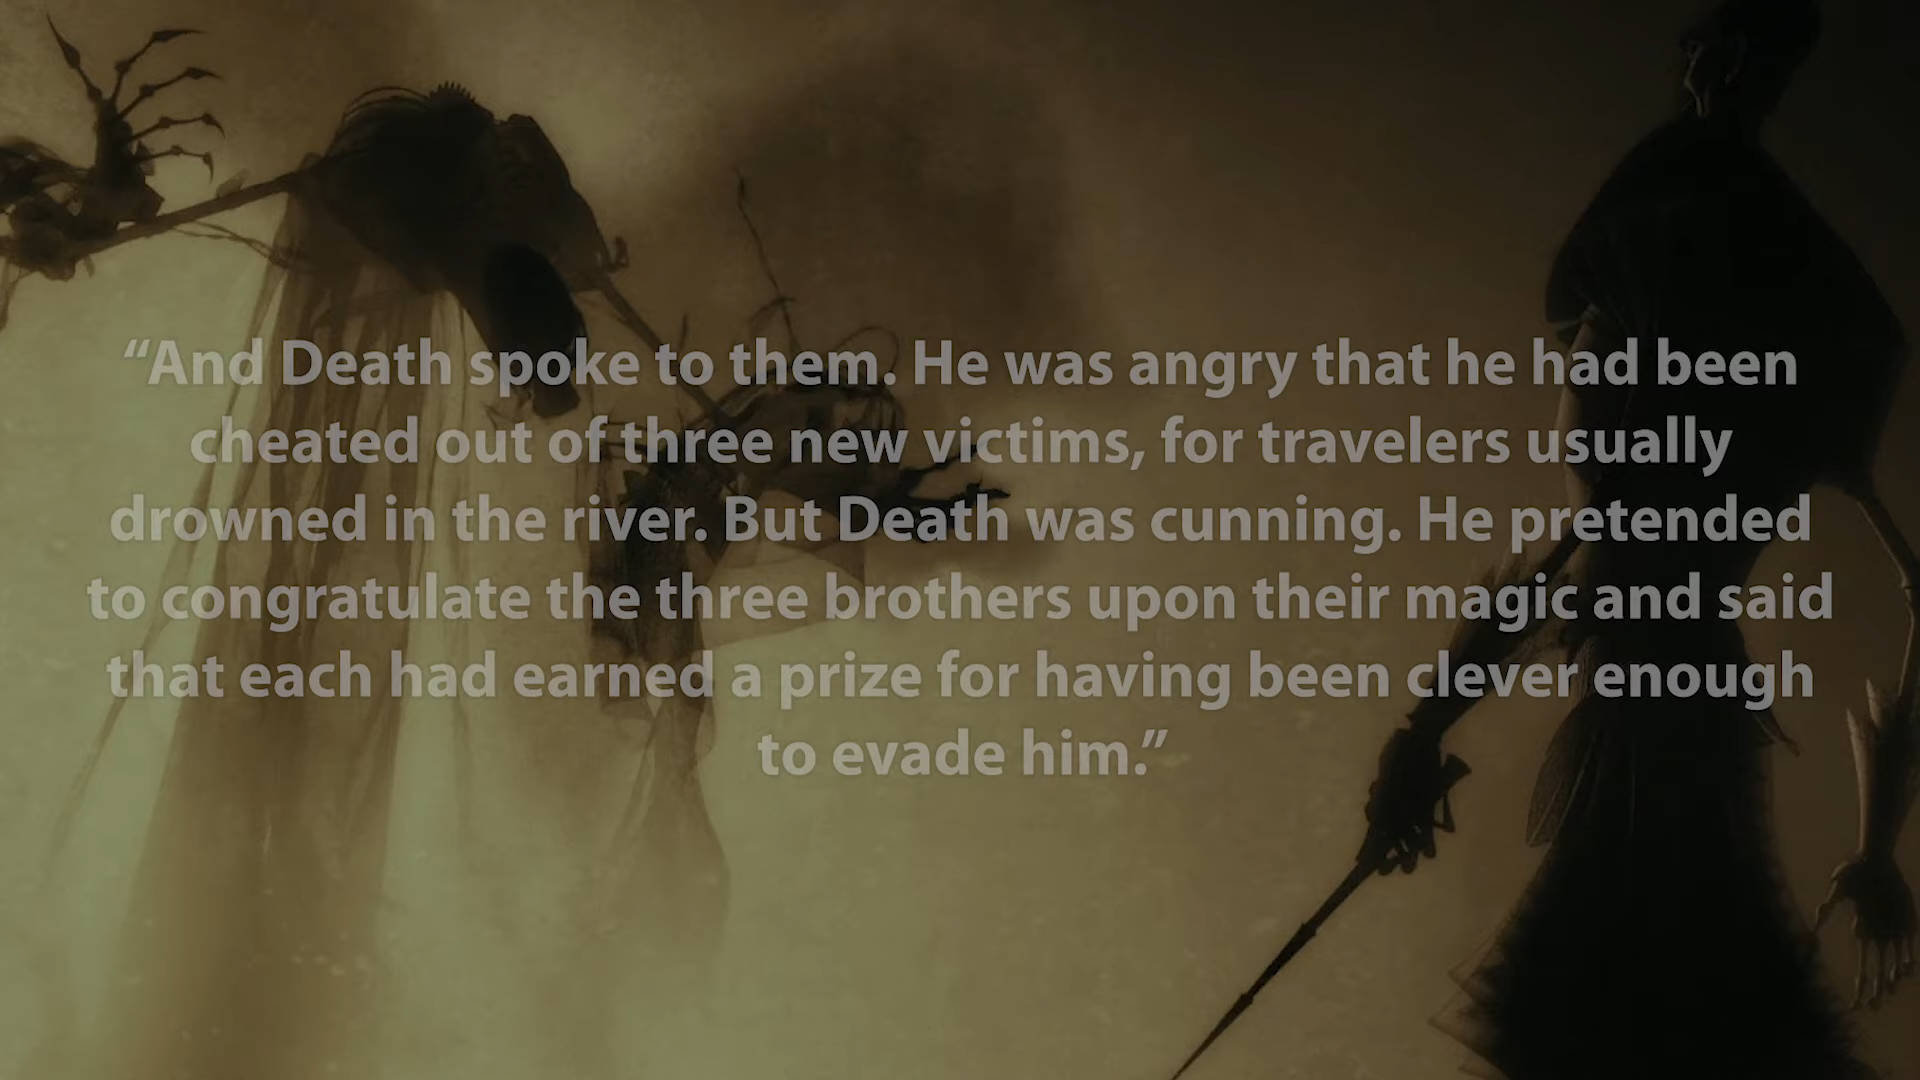 “And Death spoke to them. He was angry that he had been
cheated out of three new victims, for travelers usually
drowned in the river. But Death was cunning. He pretended
to congratulate the three brothers upon their magic and said
that each had earned a prize for having been clever enough
to evade him.”